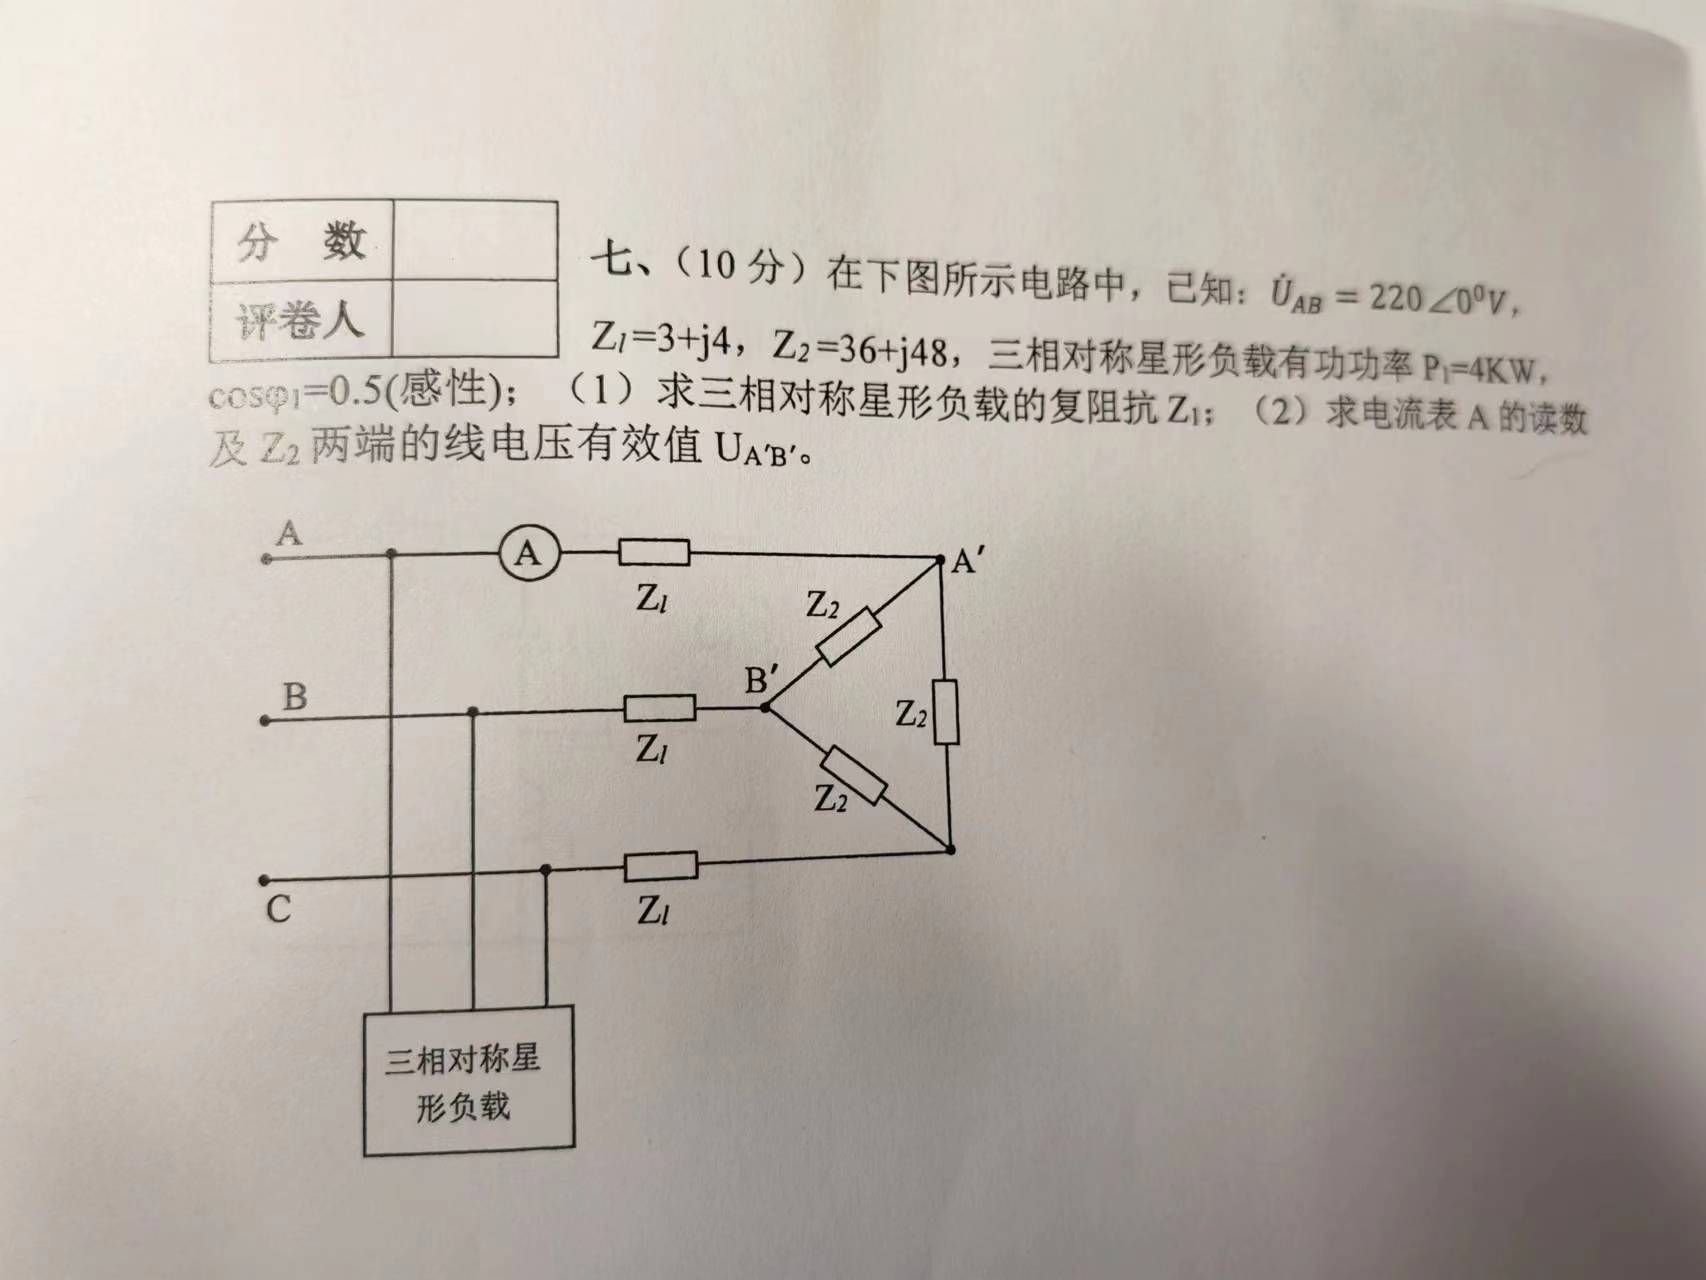 分 数
评卷人
七、（10 分）在下图所示电路中，已知：U̇AB = 220∠0⁰V，
Zl=3+j4，Z2=36+j48，三相对称星形负载有功功率 P1=4KW，
cosφ1=0.5(感性)；（1）求三相对称星形负载的复阻抗 Z1；（2）求电流表 A 的读数
及 Z2 两端的线电压有效值 UA′B′。
A
A
A′
Zl
Z2
B′
B
Z2
Zl
Z2
C
Zl
三相对称星
形负载